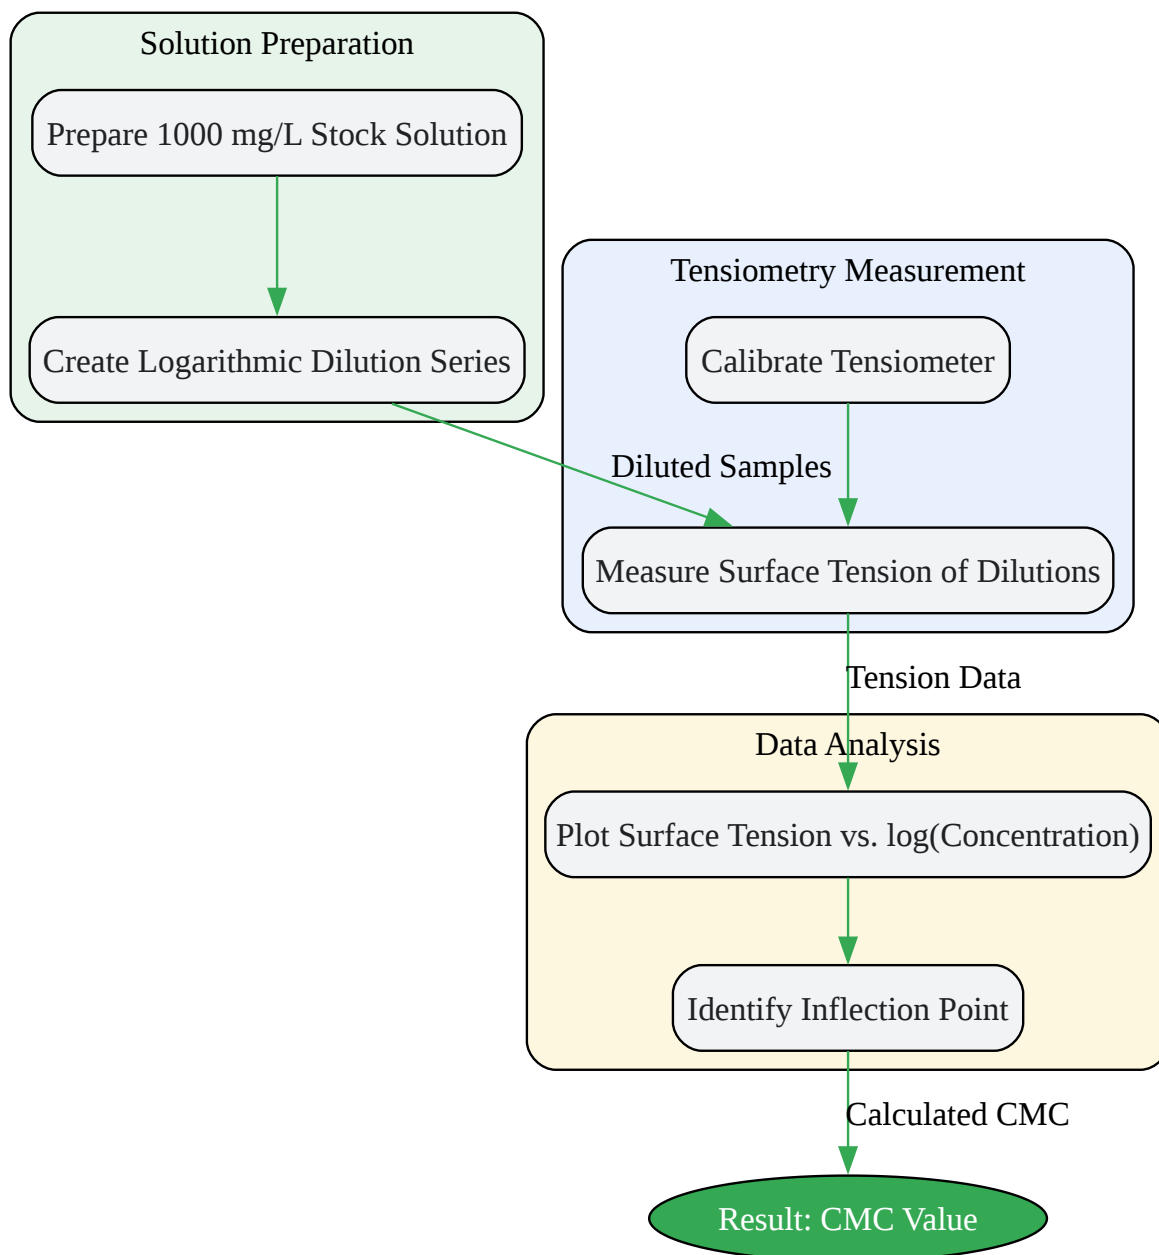 Solution Preparation
Prepare 1000 mg/L Stock Solution
Create Logarithmic Dilution Series
Tensiometry Measurement
Calibrate Tensiometer
Diluted Samples
Measure Surface Tension of Dilutions
Tension Data
Data Analysis
Plot Surface Tension vs. log(Concentration)
Identify Inflection Point
Calculated CMC
Result: CMC Value